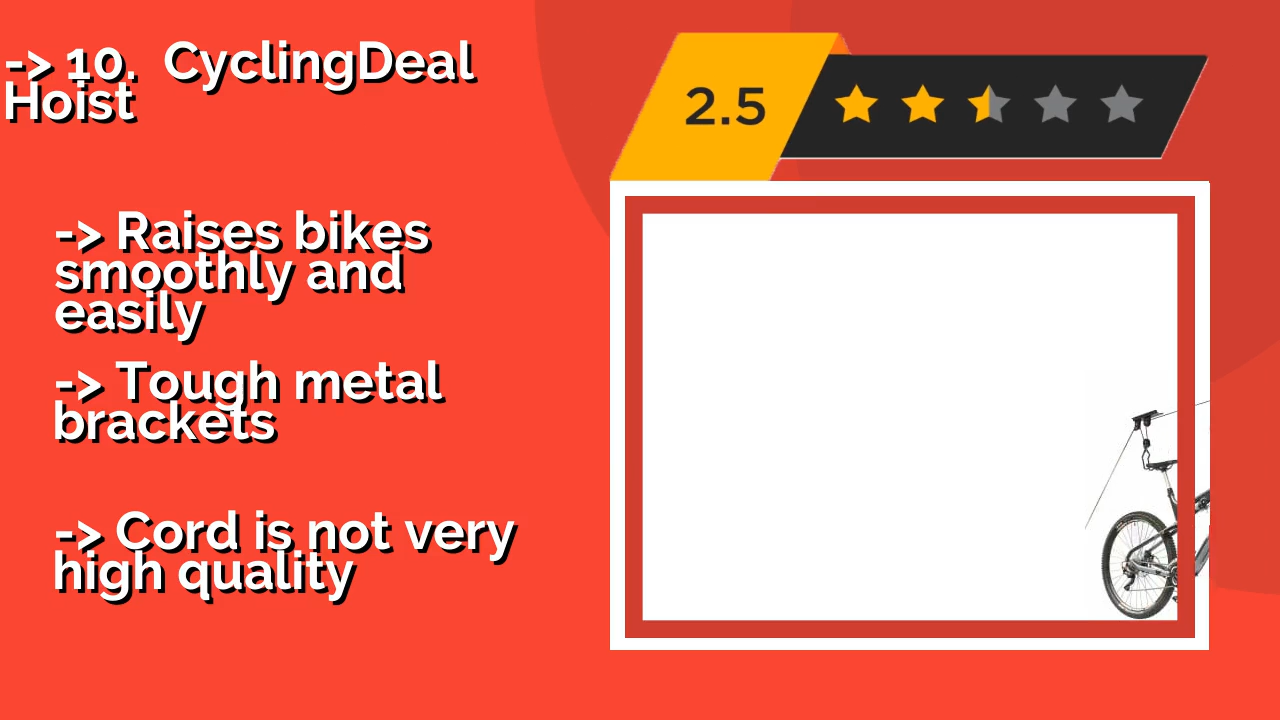 -> 10.  CyclingDeal
Hoist
2.5
-> Raises bikes
smoothly and
easily
-> Tough metal
brackets
-> Cord is not very
high quality